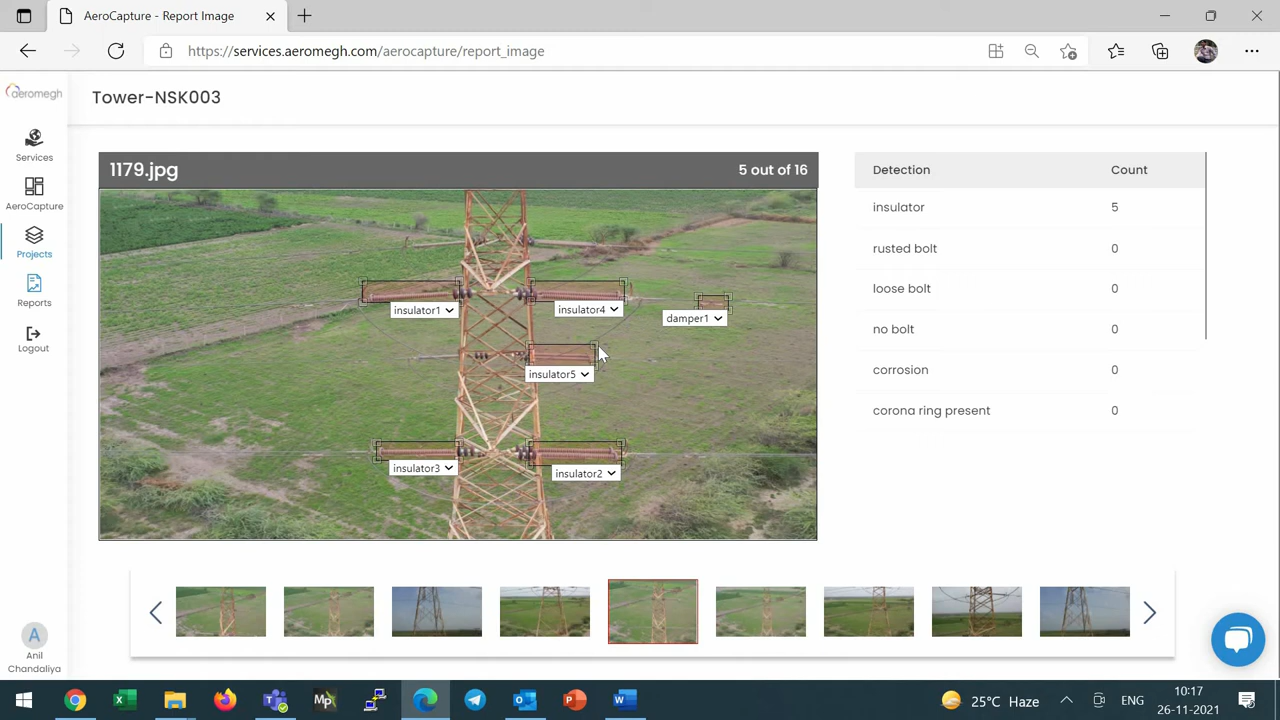 AeroCapture - Report Image
https://services.aeromegh.com/aerocapture/report_image
aeromegh
Tower-NSK003
Services
AeroCapture
Projects
Reports
Logout
A
Anil
Chandaliya
1179.jpg
5 out of 16
insulator1
insulator4
damper1
insulator5
insulator3
insulator2
Detection Count
insulator 5
rusted bolt 0
loose bolt 0
no bolt 0
corrosion 0
corona ring present 0
25°C Haze
ENG
10:17
26-11-2021